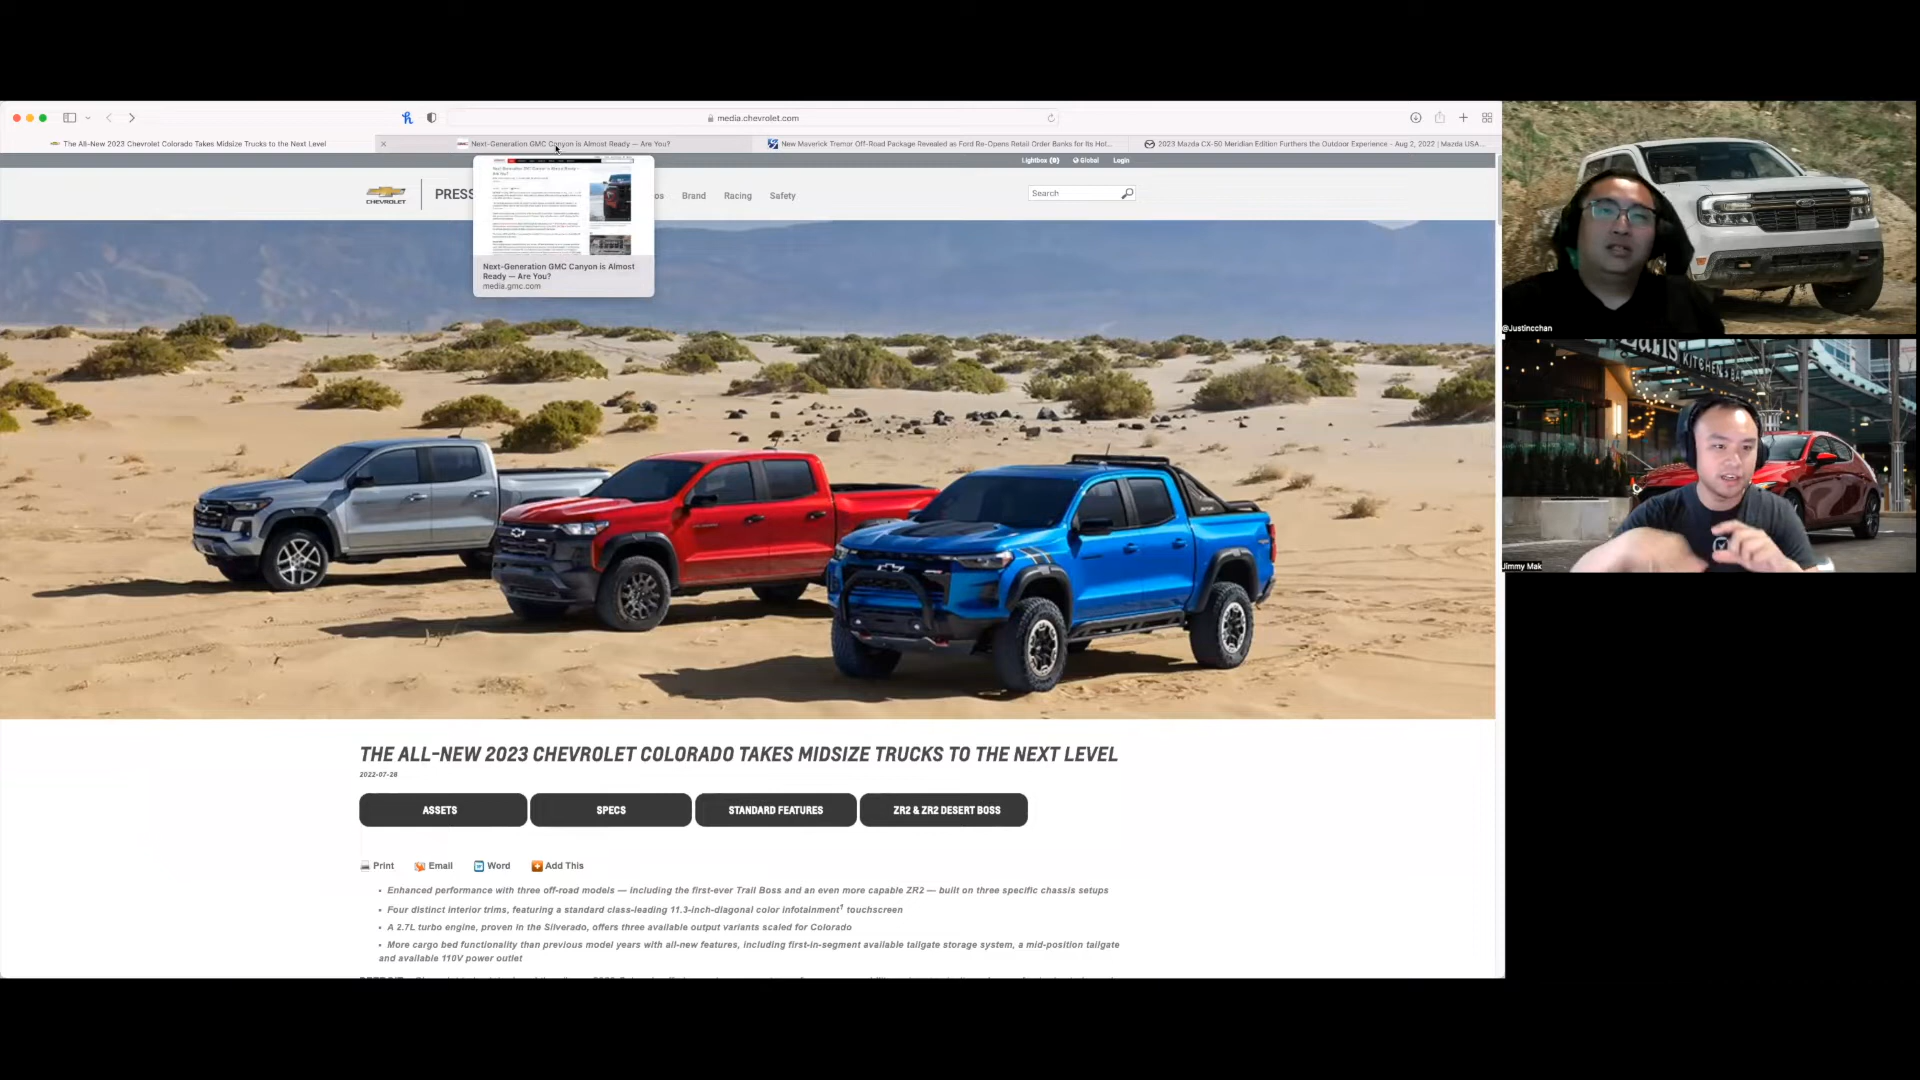 media.chevrolet.com
The All-New 2023 Chevrolet Colorado Takes Midsize Trucks to the Next Level
Next-Generation GMC Canyon is Almost Ready — Are You?
New Maverick Tremor Off-Road Package Revealed as Ford Re-Opens Retail Order Banks for Its Hot...
2023 Mazda CX-50 Meridian Edition Furthers the Outdoor Experience - Aug 2, 2022 | Mazda USA...
Lightbox (0)
Global
Login
CHEVROLET
PRESS
os
Brand
Racing
Safety
Search
Next-Generation GMC Canyon is Almost
Ready — Are You?
media.gmc.com
@Justincchan
KITCHEN & BA
Jimmy Mak
THE ALL-NEW 2023 CHEVROLET COLORADO TAKES MIDSIZE TRUCKS TO THE NEXT LEVEL
2022-07-28
ASSETS
SPECS
STANDARD FEATURES
ZR2 & ZR2 DESERT BOSS
Print
Email
Word
Add This
• Enhanced performance with three off-road models — including the first-ever Trail Boss and an even more capable ZR2 — built on three specific chassis setups
• Four distinct interior trims, featuring a standard class-leading 11.3-inch-diagonal color infotainment1 touchscreen
• A 2.7L turbo engine, proven in the Silverado, offers three available output variants scaled for Colorado
• More cargo bed functionality than previous model years with all-new features, including first-in-segment available tailgate storage system, a mid-position tailgate
and available 110V power outlet